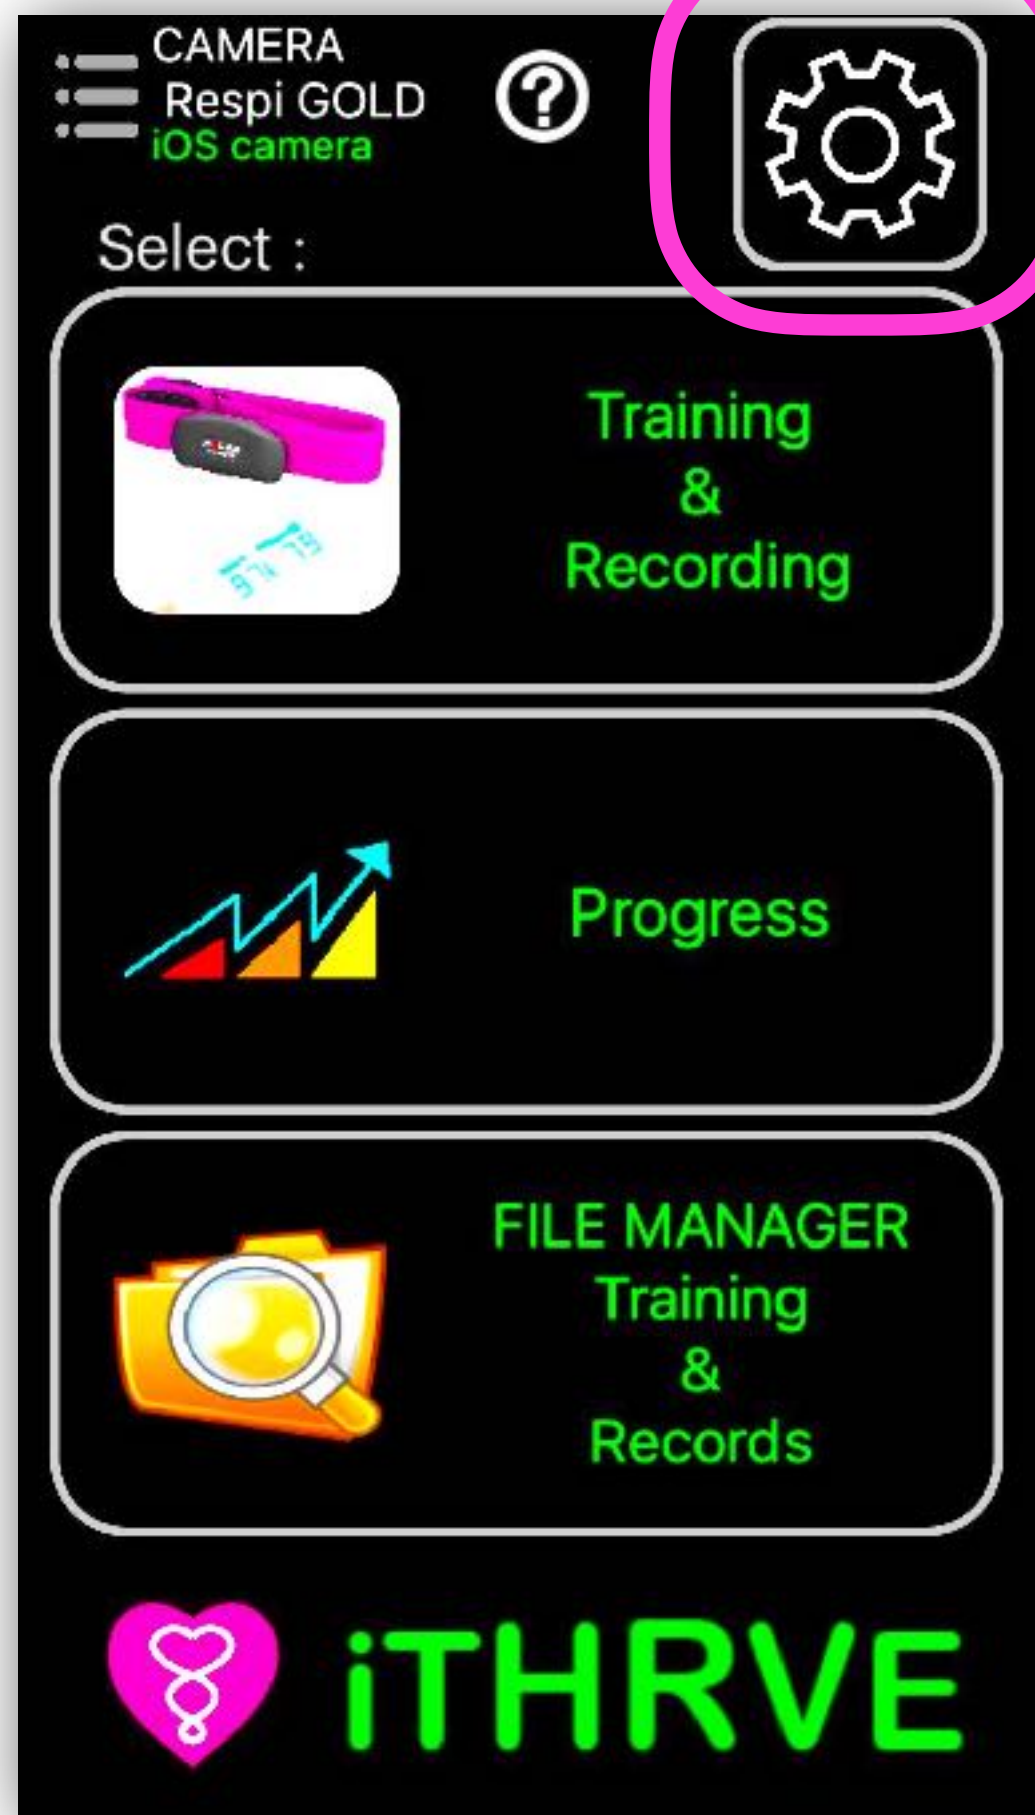 CAMERA
Respi GOLD
iOS camera
?
Select :
Training
&
Recording
Progress
FILE MANAGER
Training
&
Records
iTHRVE